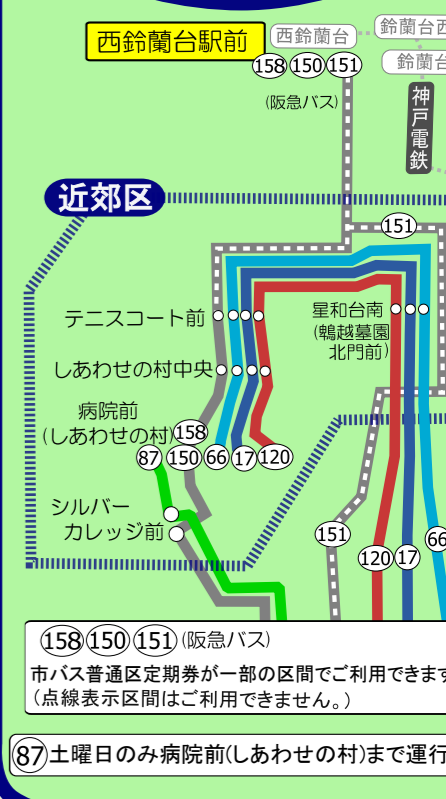 西鈴蘭台駅前
西鈴蘭台
鈴蘭台西
鈴蘭台
158 150 151
(阪急バス)
神戸電鉄
近郊区
151
テニスコート前
星和台南
(鵯越墓園
北門前)
しあわせの村中央
病院前
(しあわせの村)
158
87 150 66 17 120
シルバー
カレッジ前
151
120 17 66
158 150 151 (阪急バス)
市バス普通区定期券が一部の区間でご利用できます
(点線表示区間はご利用できません。)
87 土曜日のみ病院前(しあわせの村)まで運行